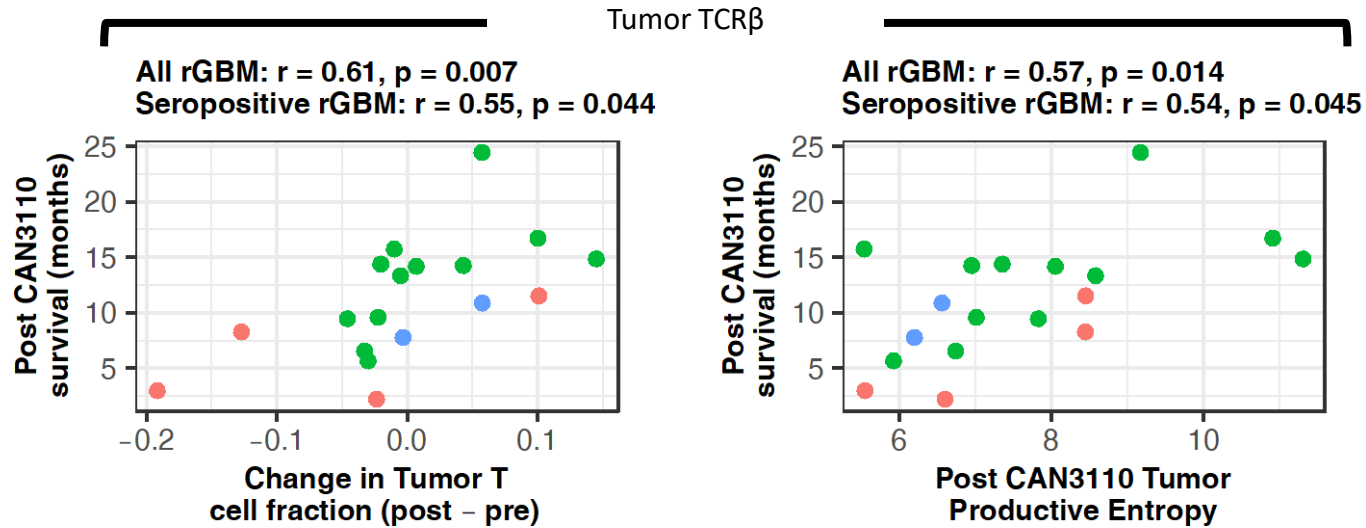 Tumor TCRβ
All rGBM: r = 0.61, p = 0.007
Seropositive rGBM: r = 0.55, p = 0.044
Post CAN3110
survival (months)
25
20
15
10
5
−0.2
−0.1
0.0
0.1
Change in Tumor T
cell fraction (post − pre)
All rGBM: r = 0.57, p = 0.014
Seropositive rGBM: r = 0.54, p = 0.045
Post CAN3110
survival (months)
25
20
15
10
5
6
8
10
Post CAN3110 Tumor
Productive Entropy